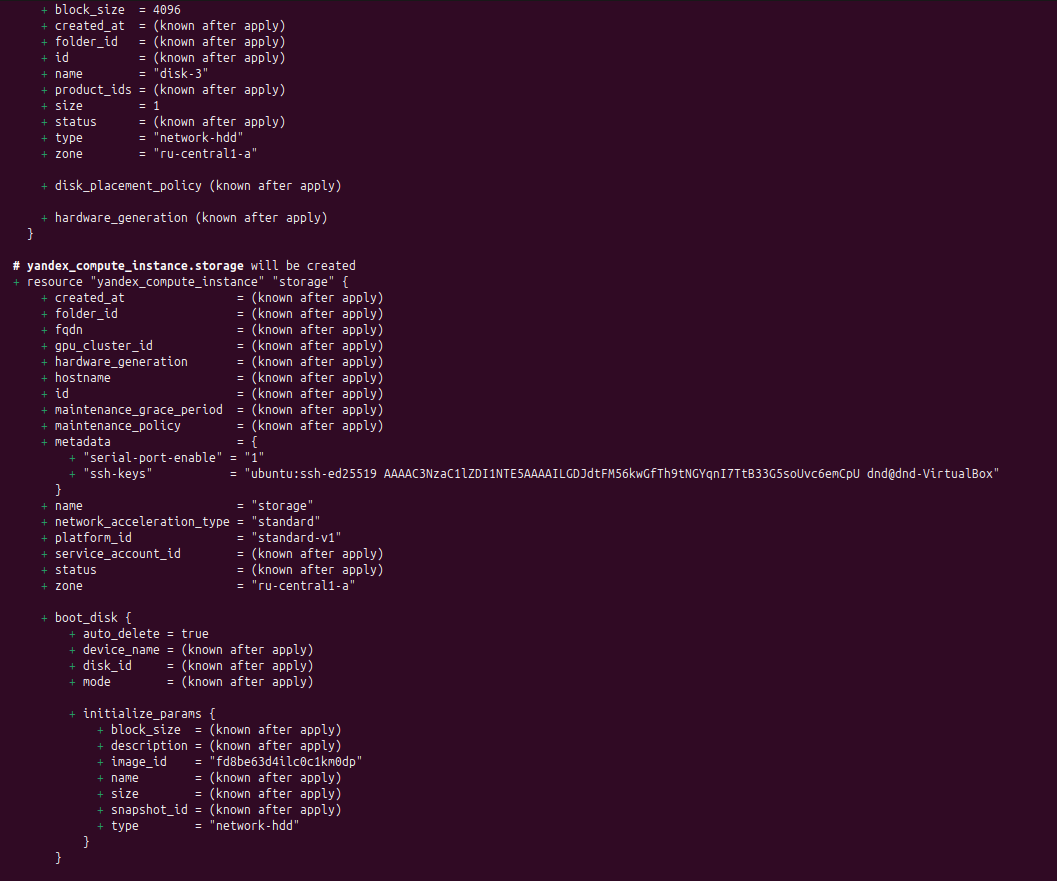 + block_size  = 4096
+ created_at  = (known after apply)
+ folder_id   = (known after apply)
+ id          = (known after apply)
+ name        = "disk-3"
+ product_ids = (known after apply)
+ size        = 1
+ status      = (known after apply)
+ type        = "network-hdd"
+ zone        = "ru-central1-a"
+ disk_placement_policy (known after apply)
+ hardware_generation (known after apply)
}
# yandex_compute_instance.storage will be created
+ resource "yandex_compute_instance" "storage" {
+ created_at                = (known after apply)
+ folder_id                 = (known after apply)
+ fqdn                      = (known after apply)
+ gpu_cluster_id            = (known after apply)
+ hardware_generation       = (known after apply)
+ hostname                  = (known after apply)
+ id                        = (known after apply)
+ maintenance_grace_period  = (known after apply)
+ maintenance_policy        = (known after apply)
+ metadata                  = {
+ "serial-port-enable" = "1"
+ "ssh-keys"           = "ubuntu:ssh-ed25519 AAAAC3NzaC1lZDI1NTE5AAAAILGDJdtFM56kwGfTh9tNGYqnI7TtB33G5soUvc6emCpU dnd@dnd-VirtualBox"
}
+ name                      = "storage"
+ network_acceleration_type = "standard"
+ platform_id               = "standard-v1"
+ service_account_id        = (known after apply)
+ status                    = (known after apply)
+ zone                      = "ru-central1-a"
+ boot_disk {
+ auto_delete = true
+ device_name = (known after apply)
+ disk_id     = (known after apply)
+ mode        = (known after apply)
+ initialize_params {
+ block_size  = (known after apply)
+ description = (known after apply)
+ image_id    = "fd8be63d4ilc0c1km0dp"
+ name        = (known after apply)
+ size        = (known after apply)
+ snapshot_id = (known after apply)
+ type        = "network-hdd"
}
}